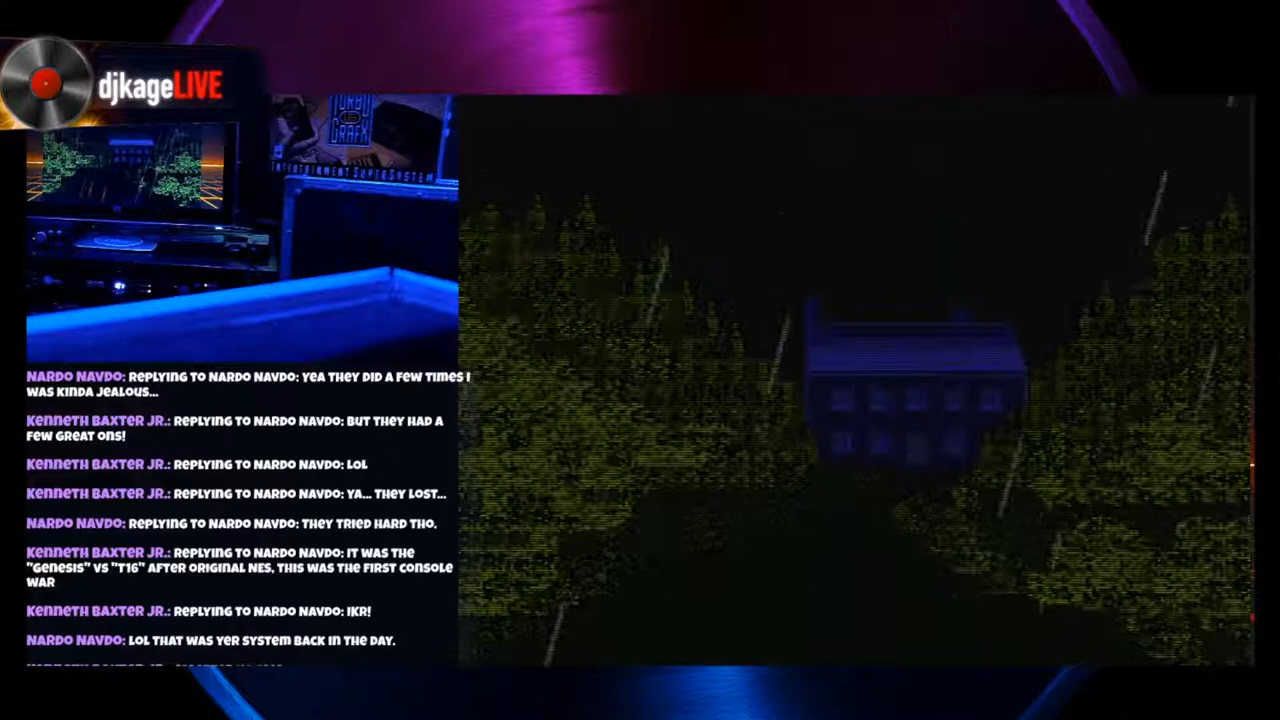 djkageLIVE
TURBO
16
GRAFX
ENTERTAINMENT SUPERSYSTEM
NARDO NAVDO: REPLYING TO NARDO NAVDO: YEA THEY DID A FEW TIMES I
WAS KINDA JEALOUS...
KENNETH BAXTER JR.: REPLYING TO NARDO NAVDO: BUT THEY HAD A
FEW GREAT ONS!
KENNETH BAXTER JR.: REPLYING TO NARDO NAVDO: LOL
KENNETH BAXTER JR.: REPLYING TO NARDO NAVDO: YA... THEY LOST...
NARDO NAVDO: REPLYING TO NARDO NAVDO: THEY TRIED HARD THO.
KENNETH BAXTER JR.: REPLYING TO NARDO NAVDO: IT WAS THE
"GENESIS" VS "T16" AFTER ORIGINAL NES, THIS WAS THE FIRST CONSOLE
WAR
KENNETH BAXTER JR.: REPLYING TO NARDO NAVDO: IKR!
NARDO NAVDO: LOL THAT WAS YER SYSTEM BACK IN THE DAY.